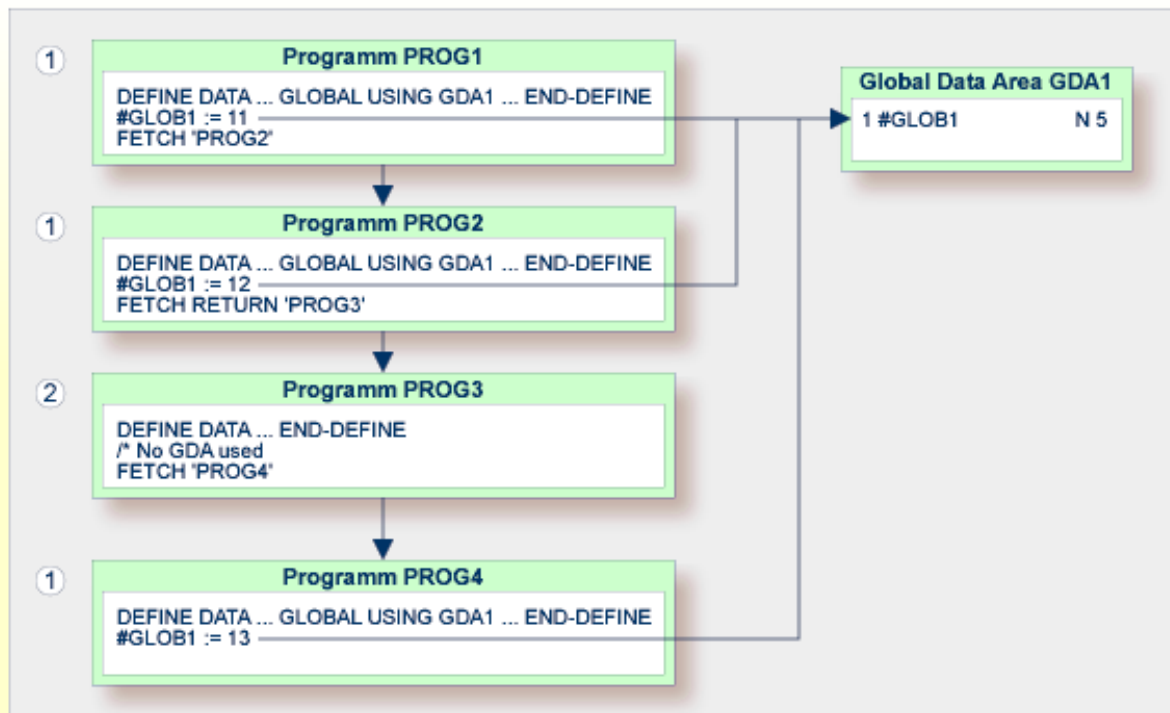 1
Programm PROG1
DEFINE DATA ... GLOBAL USING GDA1 ... END-DEFINE
#GLOB1 := 11
FETCH 'PROG2'
Global Data Area GDA1
1 #GLOB1 N 5
1
Programm PROG2
DEFINE DATA ... GLOBAL USING GDA1 ... END-DEFINE
#GLOB1 := 12
FETCH RETURN 'PROG3'
2
Programm PROG3
DEFINE DATA ... END-DEFINE
/* No GDA used
FETCH 'PROG4'
1
Programm PROG4
DEFINE DATA ... GLOBAL USING GDA1 ... END-DEFINE
#GLOB1 := 13